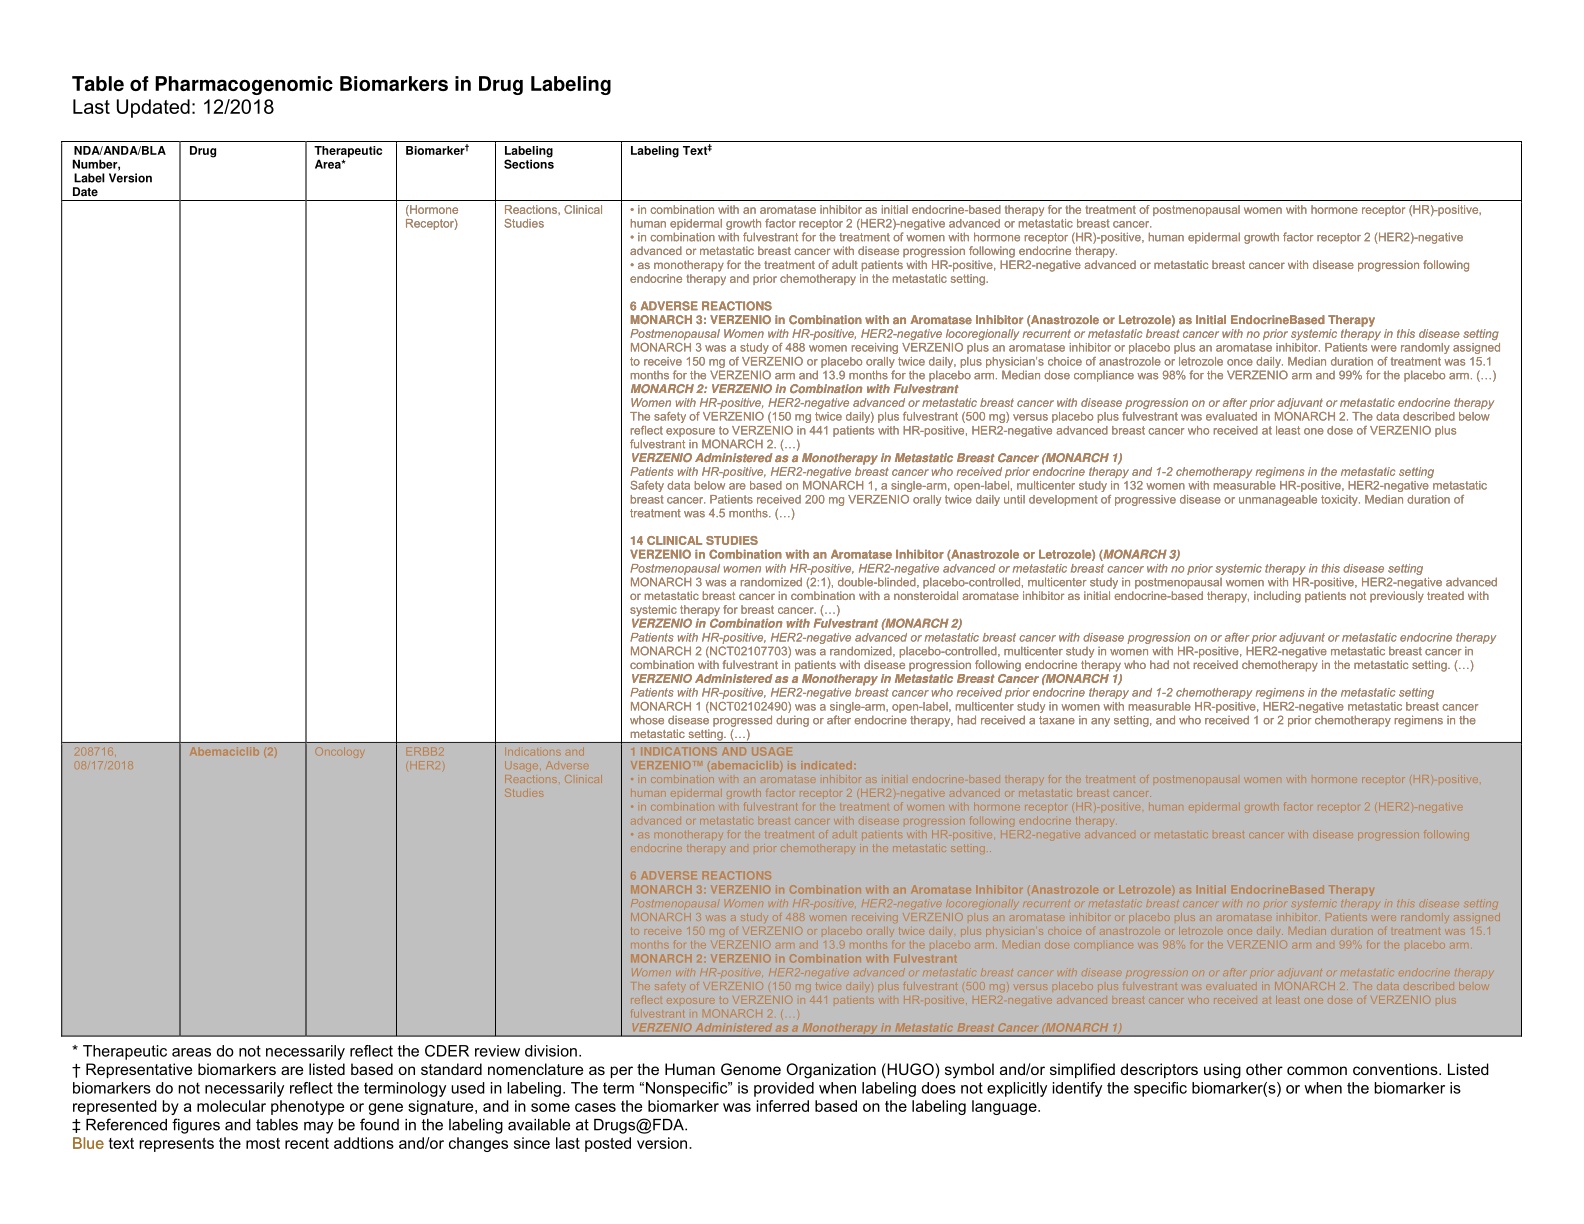 Table of Pharmacogenomic Biomarkers in Drug Labeling
Last Updated: 12/2018
NDA/ANDA/BLA
Number,
Label Version
Date
Drug
Therapeutic
Area*
Biomarker†
Labeling
Sections
Labeling Text‡
(Hormone
Receptor)
Reactions, Clinical
Studies
• in combination with an aromatase inhibitor as initial endocrine-based therapy for the treatment of postmenopausal women with hormone receptor (HR)-positive,
human epidermal growth factor receptor 2 (HER2)-negative advanced or metastatic breast cancer.
• in combination with fulvestrant for the treatment of women with hormone receptor (HR)-positive, human epidermal growth factor receptor 2 (HER2)-negative
advanced or metastatic breast cancer with disease progression following endocrine therapy.
• as monotherapy for the treatment of adult patients with HR-positive, HER2-negative advanced or metastatic breast cancer with disease progression following
endocrine therapy and prior chemotherapy in the metastatic setting.
6 ADVERSE REACTIONS
MONARCH 3: VERZENIO in Combination with an Aromatase Inhibitor (Anastrozole or Letrozole) as Initial EndocrineBased Therapy
Postmenopausal Women with HR-positive, HER2-negative locoregionally recurrent or metastatic breast cancer with no prior systemic therapy in this disease setting
MONARCH 3 was a study of 488 women receiving VERZENIO plus an aromatase inhibitor or placebo plus an aromatase inhibitor. Patients were randomly assigned
to receive 150 mg of VERZENIO or placebo orally twice daily, plus physician's choice of anastrozole or letrozole once daily. Median duration of treatment was 15.1
months for the VERZENIO arm and 13.9 months for the placebo arm. Median dose compliance was 98% for the VERZENIO arm and 99% for the placebo arm. (…)
MONARCH 2: VERZENIO in Combination with Fulvestrant
Women with HR-positive, HER2-negative advanced or metastatic breast cancer with disease progression on or after prior adjuvant or metastatic endocrine therapy
The safety of VERZENIO (150 mg twice daily) plus fulvestrant (500 mg) versus placebo plus fulvestrant was evaluated in MONARCH 2. The data described below
reflect exposure to VERZENIO in 441 patients with HR-positive, HER2-negative advanced breast cancer who received at least one dose of VERZENIO plus
fulvestrant in MONARCH 2. (…)
VERZENIO Administered as a Monotherapy in Metastatic Breast Cancer (MONARCH 1)
Patients with HR-positive, HER2-negative breast cancer who received prior endocrine therapy and 1-2 chemotherapy regimens in the metastatic setting
Safety data below are based on MONARCH 1, a single-arm, open-label, multicenter study in 132 women with measurable HR-positive, HER2-negative metastatic
breast cancer. Patients received 200 mg VERZENIO orally twice daily until development of progressive disease or unmanageable toxicity. Median duration of
treatment was 4.5 months. (…)
14 CLINICAL STUDIES
VERZENIO in Combination with an Aromatase Inhibitor (Anastrozole or Letrozole) (MONARCH 3)
Postmenopausal women with HR-positive, HER2-negative advanced or metastatic breast cancer with no prior systemic therapy in this disease setting
MONARCH 3 was a randomized (2:1), double-blinded, placebo-controlled, multicenter study in postmenopausal women with HR-positive, HER2-negative advanced
or metastatic breast cancer in combination with a nonsteroidal aromatase inhibitor as initial endocrine-based therapy, including patients not previously treated with
systemic therapy for breast cancer. (…)
VERZENIO in Combination with Fulvestrant (MONARCH 2)
Patients with HR-positive, HER2-negative advanced or metastatic breast cancer with disease progression on or after prior adjuvant or metastatic endocrine therapy
MONARCH 2 (NCT02107703) was a randomized, placebo-controlled, multicenter study in women with HR-positive, HER2-negative metastatic breast cancer in
combination with fulvestrant in patients with disease progression following endocrine therapy who had not received chemotherapy in the metastatic setting. (…)
VERZENIO Administered as a Monotherapy in Metastatic Breast Cancer (MONARCH 1)
Patients with HR-positive, HER2-negative breast cancer who received prior endocrine therapy and 1-2 chemotherapy regimens in the metastatic setting
MONARCH 1 (NCT02102490) was a single-arm, open-label, multicenter study in women with measurable HR-positive, HER2-negative metastatic breast cancer
whose disease progressed during or after endocrine therapy, had received a taxane in any setting, and who received 1 or 2 prior chemotherapy regimens in the
metastatic setting. (…)
208716,
08/17/2018
Abemaciclib (2)
Oncology
ERBB2
(HER2)
Indications and
Usage, Adverse
Reactions, Clinical
Studies
1 INDICATIONS AND USAGE
VERZENIO™ (abemaciclib) is indicated:
• in combination with an aromatase inhibitor as initial endocrine-based therapy for the treatment of postmenopausal women with hormone receptor (HR)-positive,
human epidermal growth factor receptor 2 (HER2)-negative advanced or metastatic breast cancer.
• in combination with fulvestrant for the treatment of women with hormone receptor (HR)-positive, human epidermal growth factor receptor 2 (HER2)-negative
advanced or metastatic breast cancer with disease progression following endocrine therapy.
• as monotherapy for the treatment of adult patients with HR-positive, HER2-negative advanced or metastatic breast cancer with disease progression following
endocrine therapy and prior chemotherapy in the metastatic setting..
6 ADVERSE REACTIONS
MONARCH 3: VERZENIO in Combination with an Aromatase Inhibitor (Anastrozole or Letrozole) as Initial EndocrineBased Therapy
Postmenopausal Women with HR-positive, HER2-negative locoregionally recurrent or metastatic breast cancer with no prior systemic therapy in this disease setting
MONARCH 3 was a study of 488 women receiving VERZENIO plus an aromatase inhibitor or placebo plus an aromatase inhibitor. Patients were randomly assigned
to receive 150 mg of VERZENIO or placebo orally twice daily, plus physician's choice of anastrozole or letrozole once daily. Median duration of treatment was 15.1
months for the VERZENIO arm and 13.9 months for the placebo arm. Median dose compliance was 98% for the VERZENIO arm and 99% for the placebo arm.
MONARCH 2: VERZENIO in Combination with Fulvestrant
Women with HR-positive, HER2-negative advanced or metastatic breast cancer with disease progression on or after prior adjuvant or metastatic endocrine therapy
The safety of VERZENIO (150 mg twice daily) plus fulvestrant (500 mg) versus placebo plus fulvestrant was evaluated in MONARCH 2. The data described below
reflect exposure to VERZENIO in 441 patients with HR-positive, HER2-negative advanced breast cancer who received at least one dose of VERZENIO plus
fulvestrant in MONARCH 2. (…)
VERZENIO Administered as a Monotherapy in Metastatic Breast Cancer (MONARCH 1)
* Therapeutic areas do not necessarily reflect the CDER review division.
† Representative biomarkers are listed based on standard nomenclature as per the Human Genome Organization (HUGO) symbol and/or simplified descriptors using other common conventions. Listed
biomarkers do not necessarily reflect the terminology used in labeling. The term “Nonspecific” is provided when labeling does not explicitly identify the specific biomarker(s) or when the biomarker is
represented by a molecular phenotype or gene signature, and in some cases the biomarker was inferred based on the labeling language.
‡ Referenced figures and tables may be found in the labeling available at Drugs@FDA.
Blue text represents the most recent addtions and/or changes since last posted version.